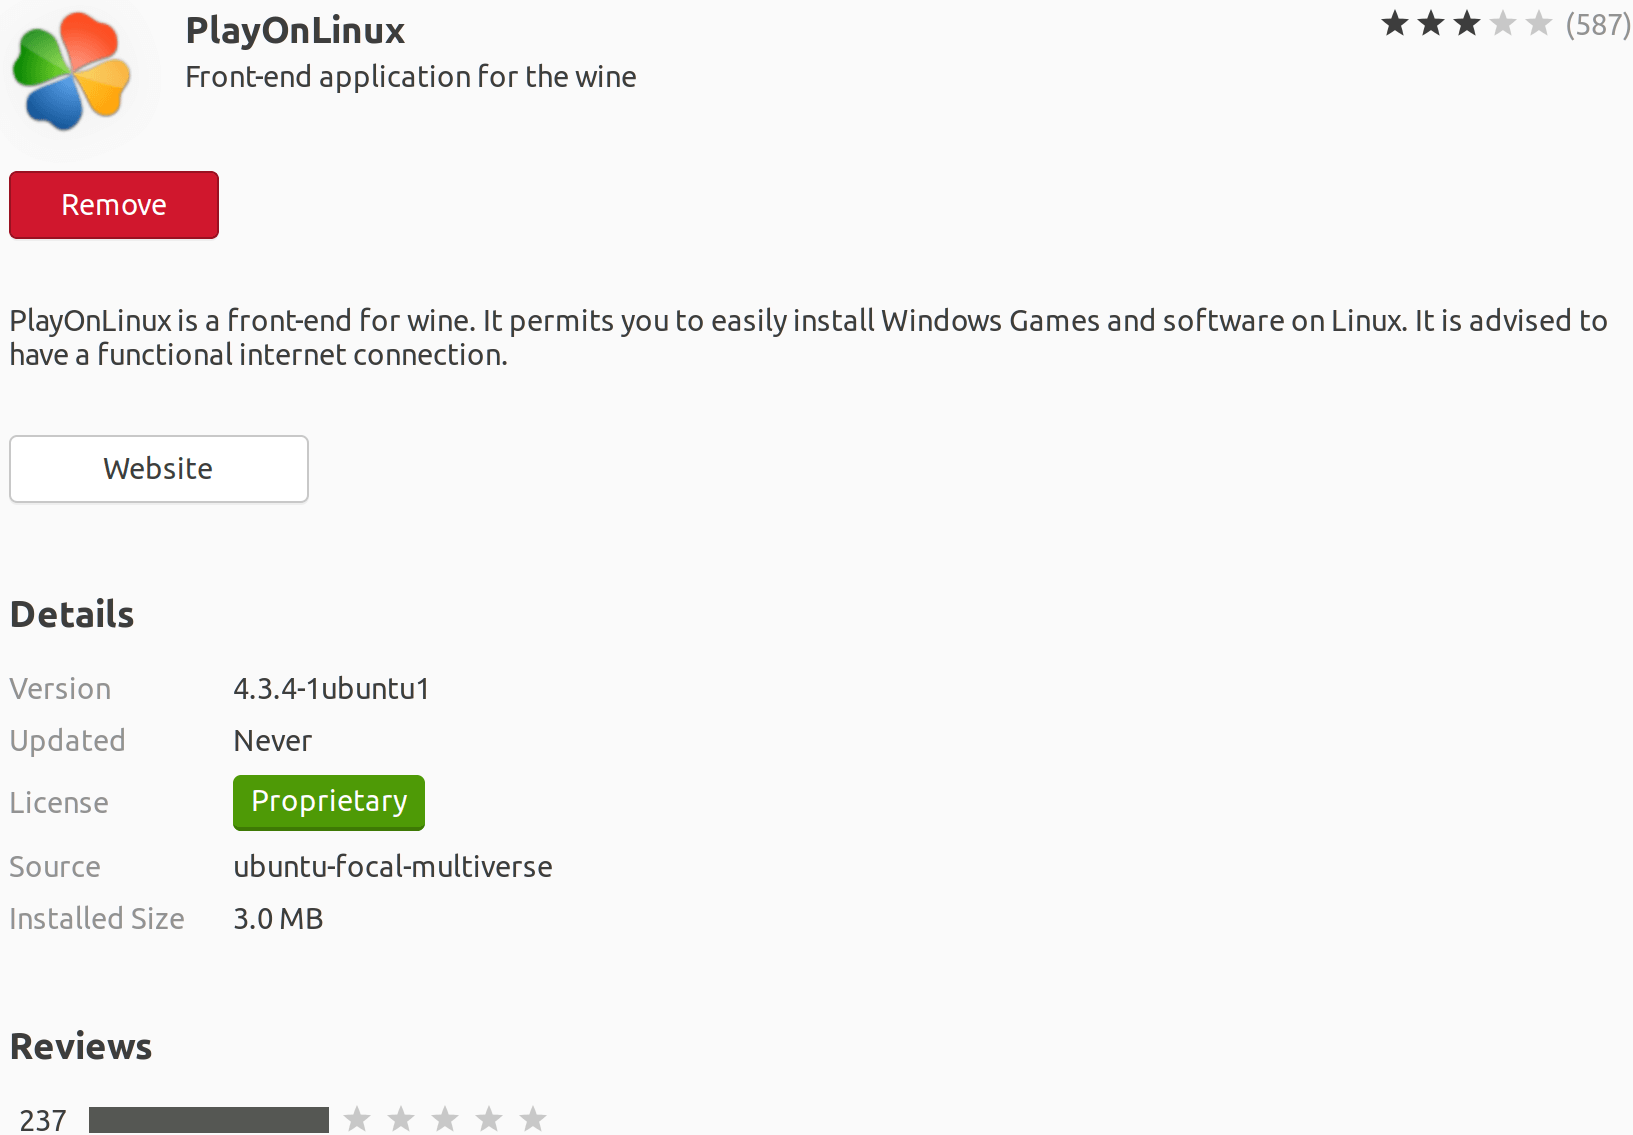 PlayOnLinux
(587)
Front-end application for the wine
Remove
PlayOnLinux is a front-end for wine. It permits you to easily install Windows Games and software on Linux. It is advised to
have a functional internet connection.
Website
Details
Version 4.3.4-1ubuntu1
Updated Never
License Proprietary
Source ubuntu-focal-multiverse
Installed Size 3.0 MB
Reviews
237